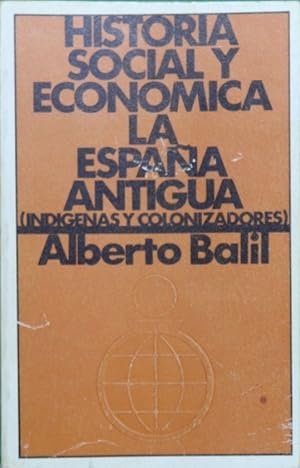 HISTORIA
SOCIAL Y
ECONOMICA
LA
ESPAÑA
ANTIGUA
(INDIGENAS Y COLONIZADORES)
Alberto Balil